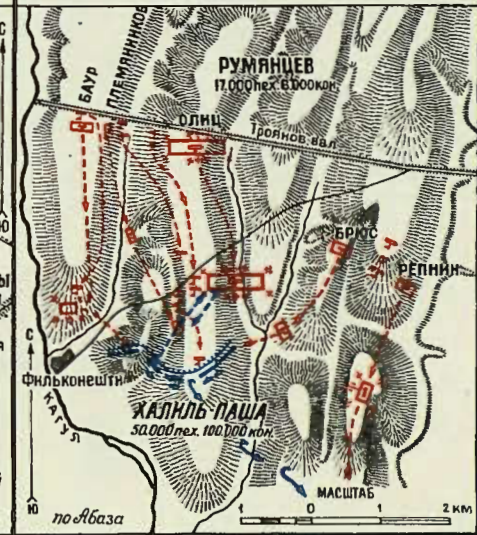 С
БАУР
ПЛЕМЯННИКОВ
РУМЯНЦЕВ
17.000 пех. 6.000 кон.
ОЛИЦ
Троянов вал
БРЮС
РЕПНИН
С
Фильконешти
КАГУЛ
ХАЛИЛЬ ПАША
50.000 пех. 100.000 кон.
Ю
по Абаза
МАСШТАБ
1 0 1 2 км